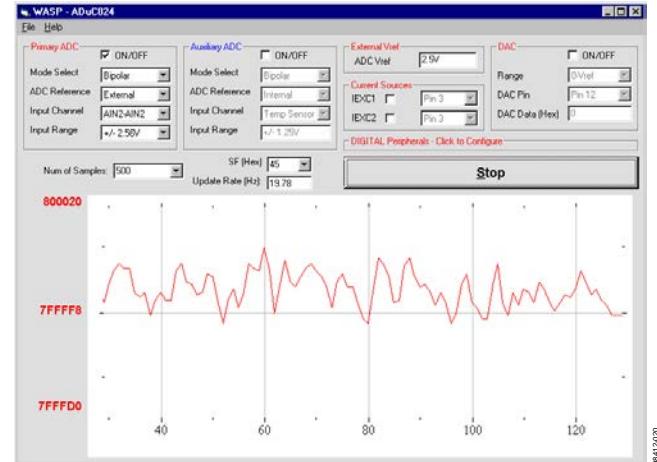 WASP - ADuC824
File Help
Primary ADC
ON/OFF
Mode Select Bipolar
ADC Reference External
Input Channel AIN2-AIN2
Input Range +/- 2.56V
Auxiliary ADC
ON/OFF
Mode Select Bipolar
ADC Reference Internal
Input Channel Temp Sensor
Input Range +/- 1.25V
External Vref
ADC Vref 2.5V
Current Sources
IEXC1 Pin 3
IEXC2 Pin 3
DAC
ON/OFF
Range 0-Vref
DAC Pin Pin 12
DAC Data (Hex) 0
DIGITAL Peripherals - Click to Configure
Num of Samples: 500
SF (Hex) 45
Update Rate (Hz): 19.78
Stop
800020
7FFFF8
7FFFD0
40 60 80 100 120
08412-020